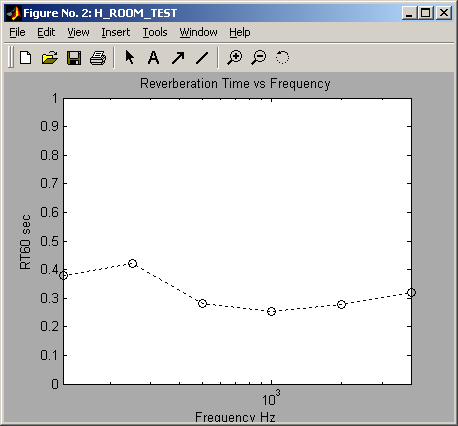 Figure No. 2: H_ROOM_TEST
File Edit View Insert Tools Window Help
A
Reverberation Time vs Frequency
1
0.9
0.8
0.7
0.6
0.5
0.4
0.3
0.2
0.1
0
RT60 sec
10³
Frequency Hz